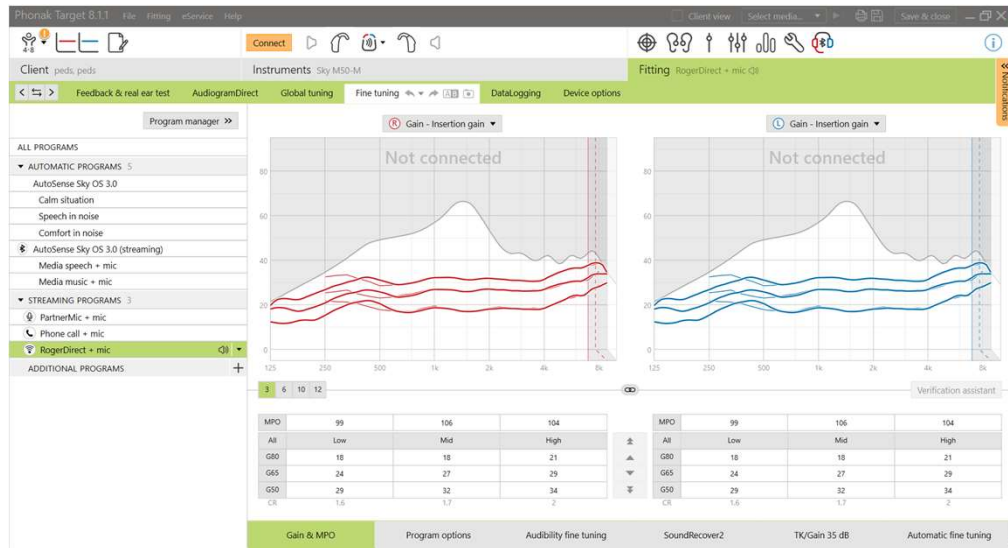 Phonak Target 8.1.1 File Fitting eService Help Client view Select media... Save & close
4-8 Connect
Client peds, peds Instruments Sky M50-M Fitting RogerDirect + mic
Notifications
Feedback & real ear test AudiogramDirect Global tuning Fine tuning AB DataLogging Device options
Program manager >>
R Gain - Insertion gain L Gain - Insertion gain
ALL PROGRAMS
Not connected Not connected
AUTOMATIC PROGRAMS 5
AutoSense Sky OS 3.0
Calm situation
Speech in noise
Comfort in noise
AutoSense Sky OS 3.0 (streaming)
Media speech + mic
Media music + mic
STREAMING PROGRAMS 3
PartnerMic + mic
Phone call + mic
RogerDirect + mic
ADDITIONAL PROGRAMS +
80 80
60 60
40 40
20 20
0 0
125 250 500 1k 2k 4k 8k 125 250 500 1k 2k 4k 8k
3 6 10 12 Verification assistant
MPO 99 106 104 MPO 99 106 104
All Low Mid High All Low Mid High
G80 18 18 21 G80 18 18 21
G65 24 27 29 G65 24 27 29
G50 29 32 34 G50 29 32 34
CR 1.6 1.7 2 CR 1.6 1.7 2
Gain & MPO Program options Audibility fine tuning SoundRecover2 TK/Gain 35 dB Automatic fine tuning